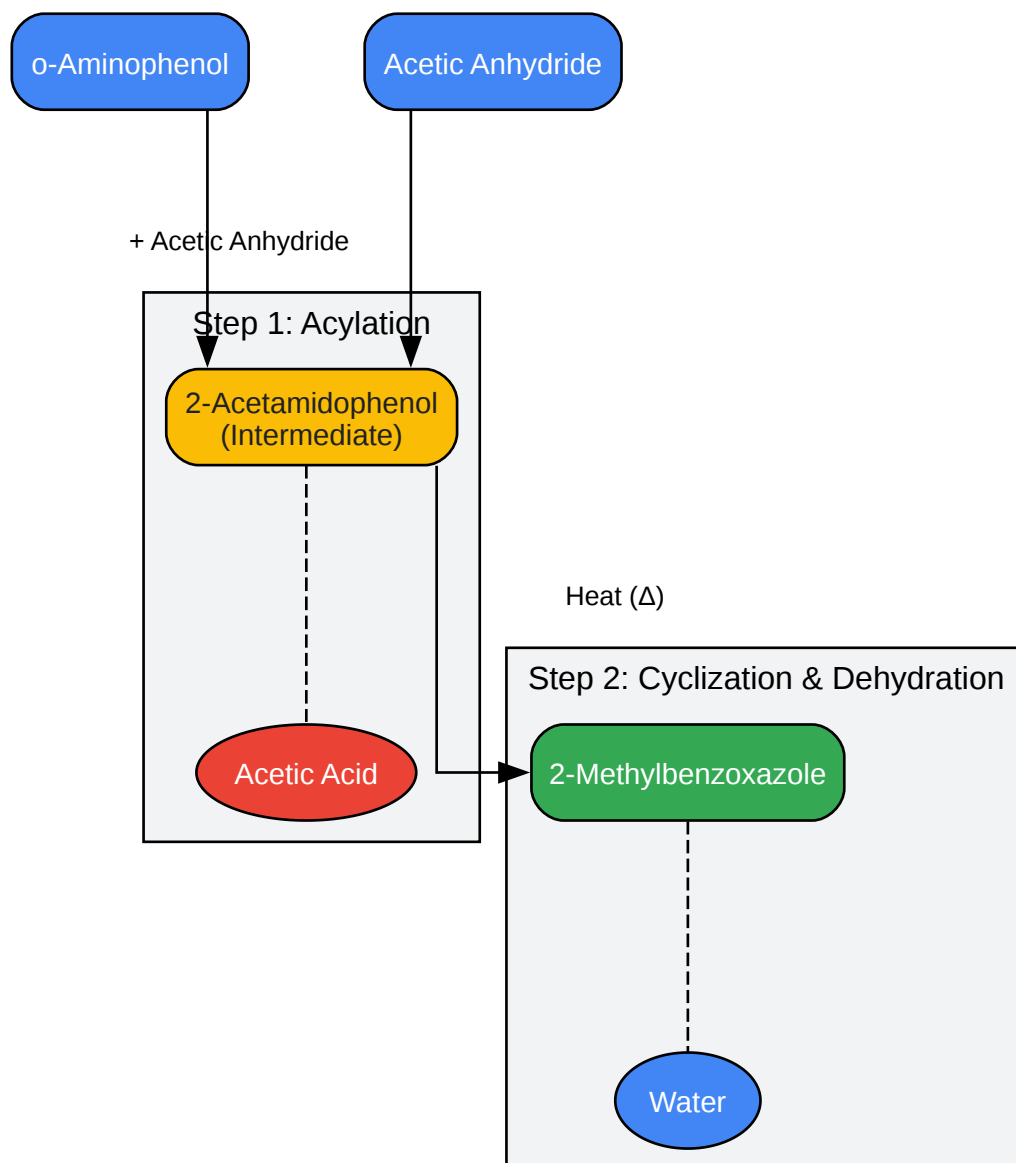 o-Aminophenol
Acetic Anhydride
+ Acetic Anhydride
Step 1: Acylation
2-Acetamidophenol
(Intermediate)
Heat (Δ)
Step 2: Cyclization & Dehydration
Acetic Acid
2-Methylbenzoxazole
Water